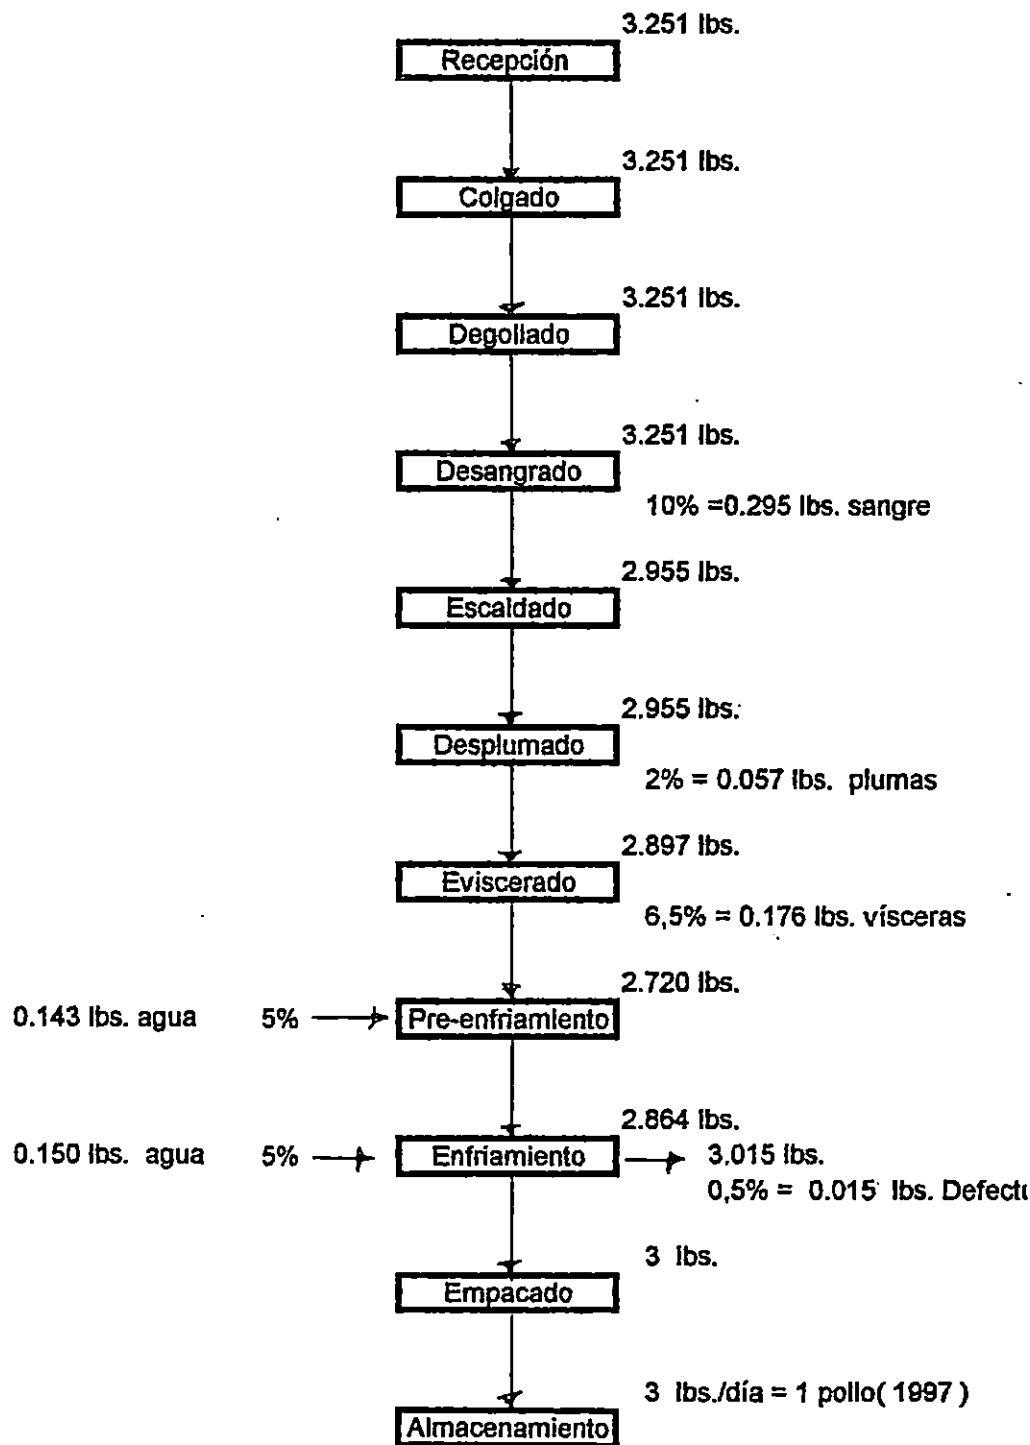 3.251 lbs.
Recepción
3.251 lbs.
Colgado
3.251 lbs.
Degollado
3.251 lbs.
Desangrado
10% =0.295 lbs. sangre
2.955 lbs.
Escaldado
2.955 lbs.
Desplumado
2% = 0.057 lbs. plumas
2.897 lbs.
Eviscerado
6,5% = 0.176 lbs. vísceras
2.720 lbs.
0.143 lbs. agua 5% Pre-enfriamiento
2.864 lbs.
0.150 lbs. agua 5% Enfriamiento 3,015 lbs.
0,5% = 0.015 lbs.
3 lbs.
Empacado
3 lbs./día = 1 pollo( 1997 )
Almacenamiento